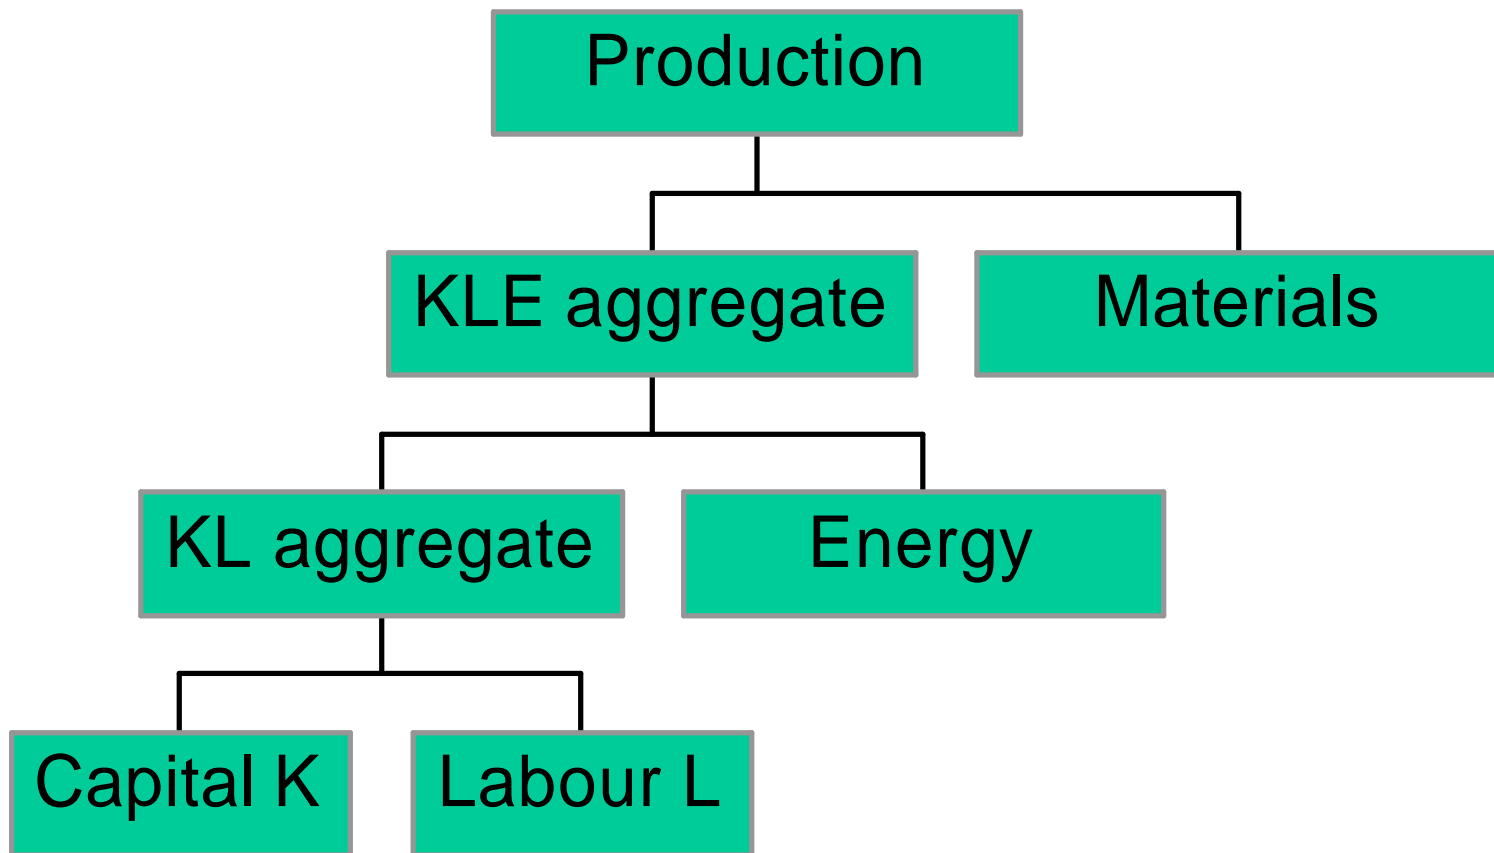 Production
KLE aggregate
Materials
KL aggregate
Energy
Capital K
Labour L